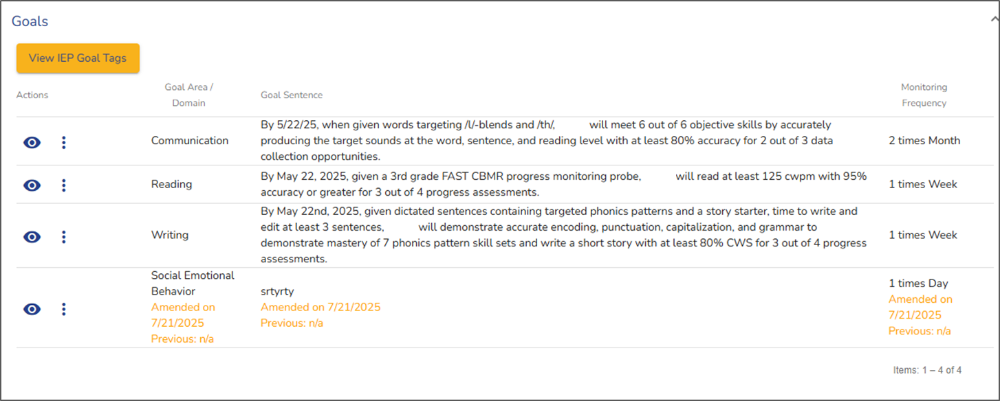 Goals
View IEP Goal Tags
Actions
Goal Area /
Domain
Goal Sentence
Monitoring
Frequency
Communication
By 5/22/25, when given words targeting /l/-blends and /th/, will meet 6 out of 6 objective skills by accurately
producing the target sounds at the word, sentence, and reading level with at least 80% accuracy for 2 out of 3 data
collection opportunities.
2 times Month
Reading
By May 22, 2025, given a 3rd grade FAST CBMR progress monitoring probe, will read at least 125 cwpm with 95%
accuracy or greater for 3 out of 4 progress assessments.
1 times Week
Writing
By May 22nd, 2025, given dictated sentences containing targeted phonics patterns and a story starter, time to write and
edit at least 3 sentences, will demonstrate accurate encoding, punctuation, capitalization, and grammar to
demonstrate mastery of 7 phonics pattern skill sets and write a short story with at least 80% CWS for 3 out of 4 progress
assessments.
1 times Week
Social Emotional
Behavior
Amended on
7/21/2025
Previous: n/a
srtyrty
Amended on 7/21/2025
Previous: n/a
1 times Day
Amended on
7/21/2025
Previous: n/a
Items: 1 – 4 of 4